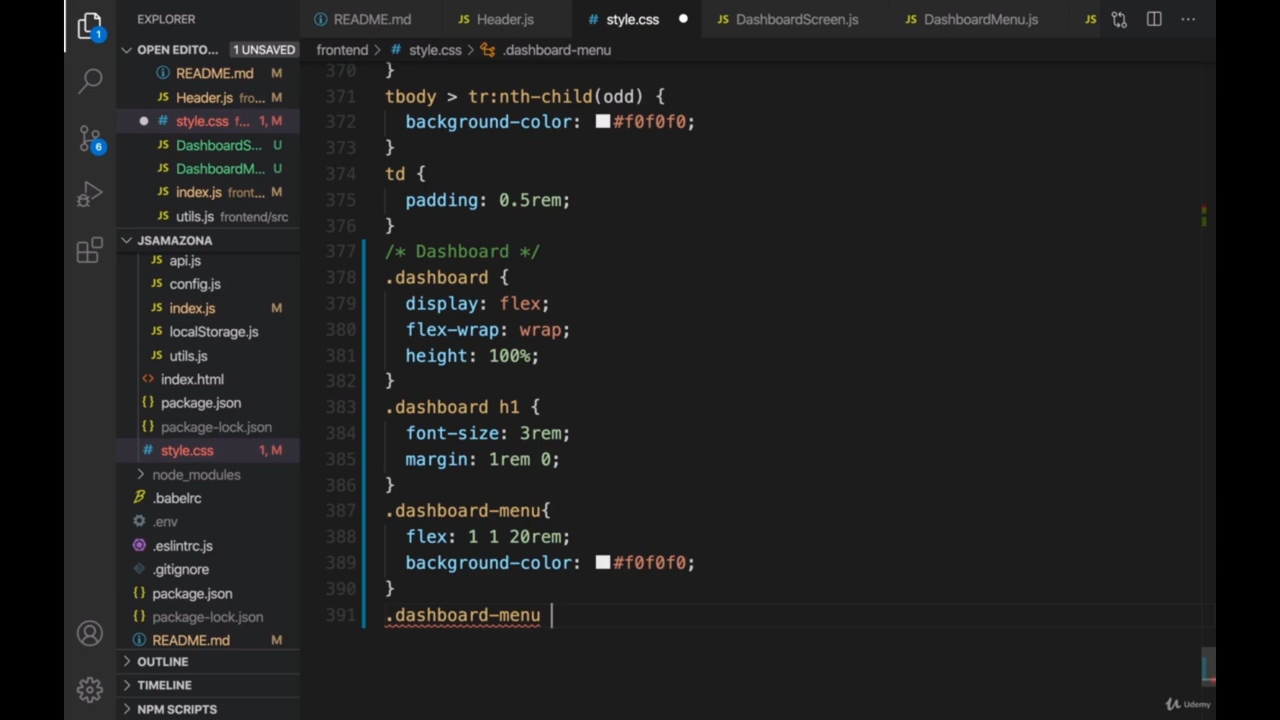 EXPLORER
README.md
Header.js
style.css
DashboardScreen.js
DashboardMenu.js
JS
OPEN EDITO... 1 UNSAVED
frontend > # style.css > .dashboard-menu
README.md M
Header.js fro... M
style.css f... 1, M
DashboardS... U
DashboardM... U
index.js front... M
utils.js frontend/src
JSAMAZONA
api.js
config.js
index.js M
localStorage.js
utils.js
index.html
package.json
package-lock.json
style.css 1, M
node_modules
.babelrc
.env
.eslintrc.js
.gitignore
package.json
package-lock.json
README.md M
OUTLINE
TIMELINE
NPM SCRIPTS
1
6
370 }
371 tbody > tr:nth-child(odd) {
372 background-color: #f0f0f0;
373 }
374 td {
375 padding: 0.5rem;
376 }
377 /* Dashboard */
378 .dashboard {
379 display: flex;
380 flex-wrap: wrap;
381 height: 100%;
382 }
383 .dashboard h1 {
384 font-size: 3rem;
385 margin: 1rem 0;
386 }
387 .dashboard-menu{
388 flex: 1 1 20rem;
389 background-color: #f0f0f0;
390 }
391 .dashboard-menu
Udemy